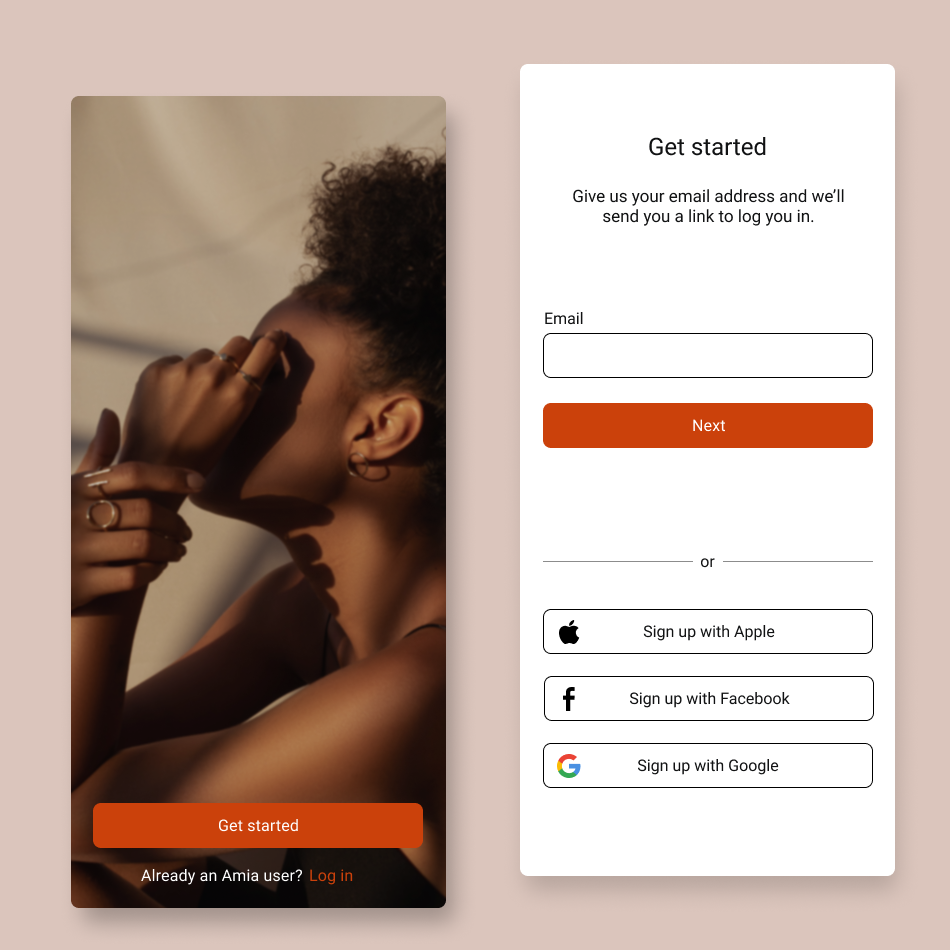 Get started
Already an Amia user? Log in
Get started
Give us your email address and we’ll
send you a link to log you in.
Email
Next
or
Sign up with Apple
Sign up with Facebook
Sign up with Google